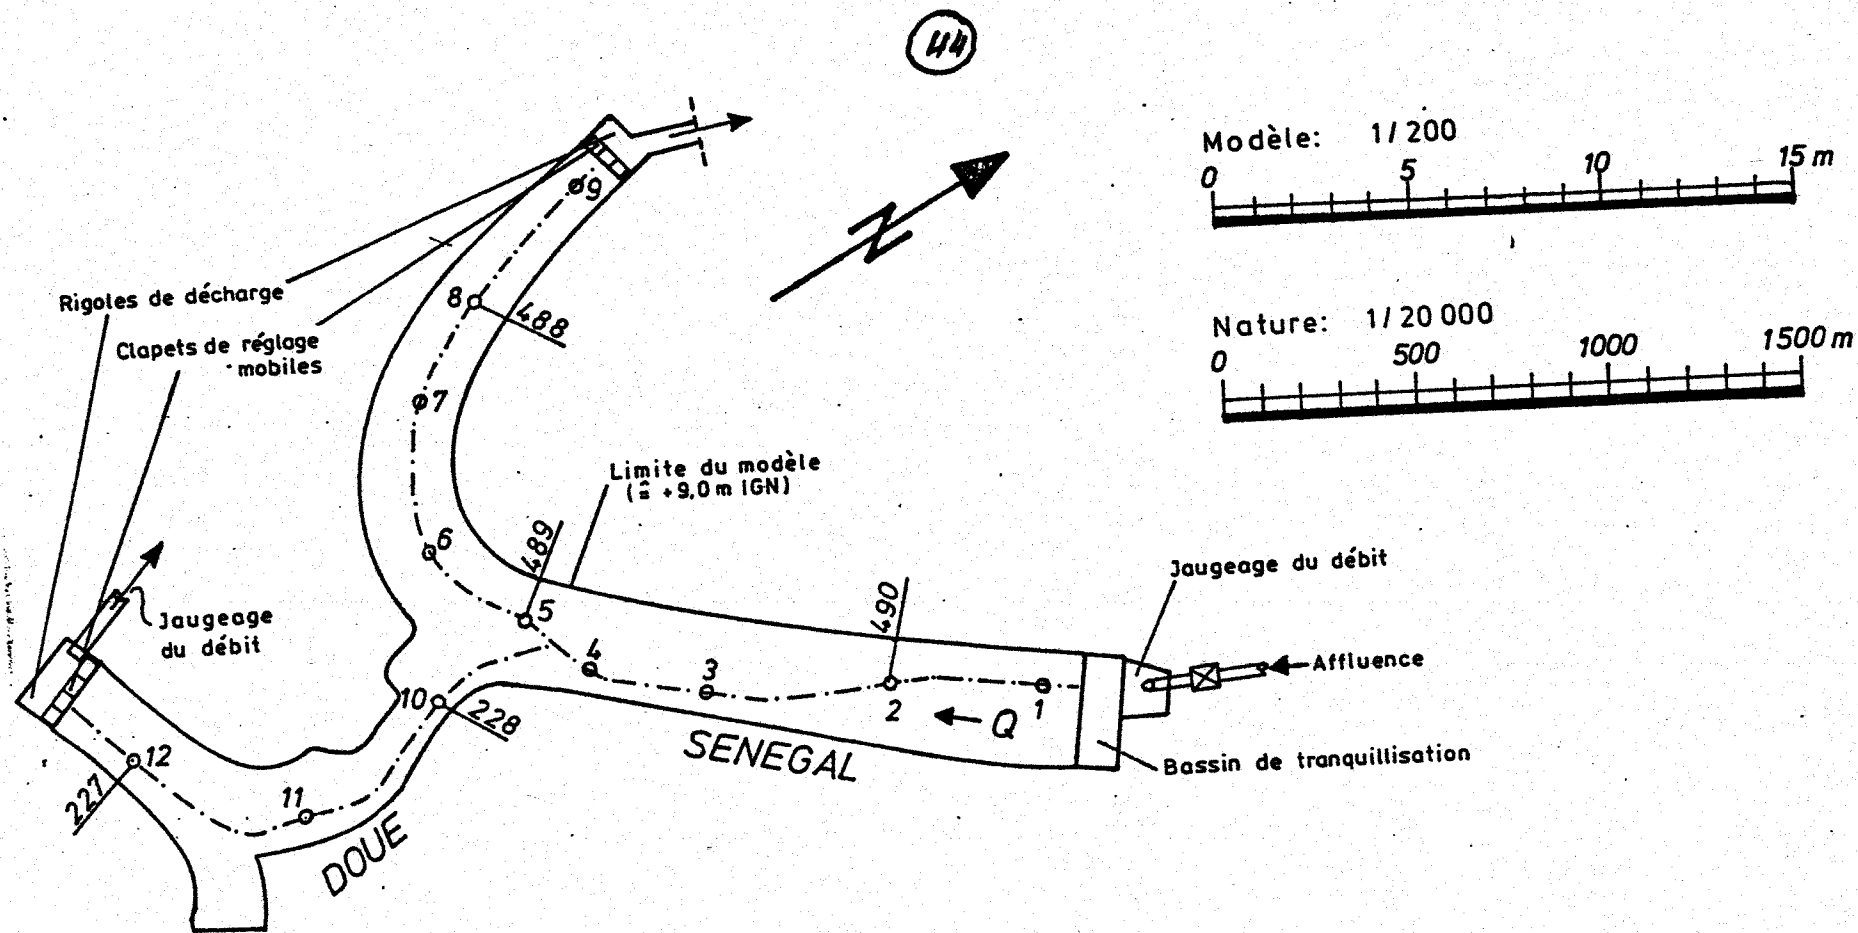 44
Modèle: 1/200
0 5 10 15 m
Nature: 1/20 000
0 500 1000 1500 m
N
9
Rigoles de décharge
8
488
Clapets de réglage
mobiles
7
Limite du modèle
(≙ +9,0 m IGN)
6
489
5
490
Jaugeage du débit
Jaugeage
du débit
4
3
2
1
Affluence
10
228
Q
SENEGAL
Bassin de tranquillisation
12
227
11
DOUE